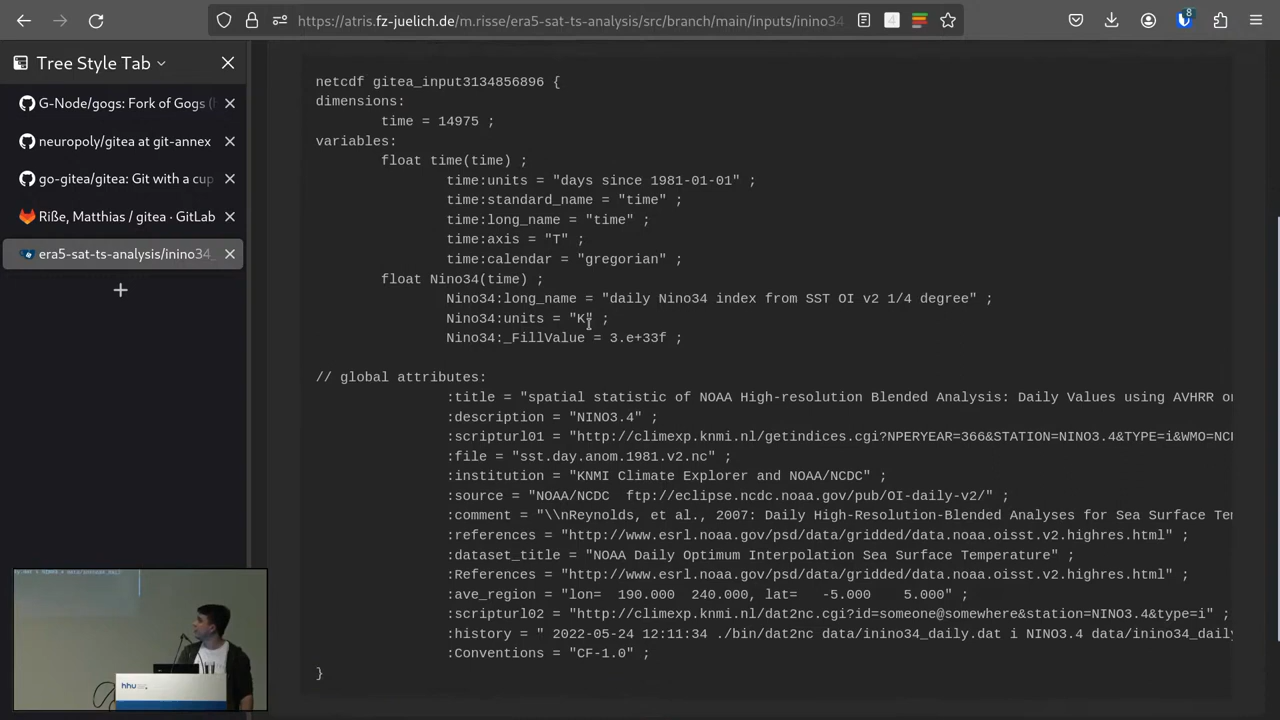 https://atris.fz-juelich.de/m.risse/era5-sat-ts-analysis/src/branch/main/inputs/inino34
4
8
Tree Style Tab
G-Node/gogs: Fork of Gogs (
neuropoly/gitea at git-annex
go-gitea/gitea: Git with a cup
Riße, Matthias / gitea · GitLab
era5-sat-ts-analysis/inino34_
netcdf gitea_input3134856896 {
dimensions:
time = 14975 ;
variables:
float time(time) ;
time:units = "days since 1981-01-01" ;
time:standard_name = "time" ;
time:long_name = "time" ;
time:axis = "T" ;
time:calendar = "gregorian" ;
float Nino34(time) ;
Nino34:long_name = "daily Nino34 index from SST OI v2 1/4 degree" ;
Nino34:units = "K" ;
Nino34:_FillValue = 3.e+33f ;
// global attributes:
:title = "spatial statistic of NOAA High-resolution Blended Analysis: Daily Values using AVHRR on
:description = "NINO3.4" ;
:scripturl01 = "http://climexp.knmi.nl/getindices.cgi?NPERYEAR=366&STATION=NINO3.4&TYPE=i&WMO=NCD
:file = "sst.day.anom.1981.v2.nc" ;
:institution = "KNMI Climate Explorer and NOAA/NCDC" ;
:source = "NOAA/NCDC  ftp://eclipse.ncdc.noaa.gov/pub/OI-daily-v2/" ;
:comment = "\\nReynolds, et al., 2007: Daily High-Resolution-Blended Analyses for Sea Surface Tem
:references = "http://www.esrl.noaa.gov/psd/data/gridded/data.noaa.oisst.v2.highres.html" ;
:dataset_title = "NOAA Daily Optimum Interpolation Sea Surface Temperature" ;
:References = "http://www.esrl.noaa.gov/psd/data/gridded/data.noaa.oisst.v2.highres.html" ;
:ave_region = "lon=  190.000  240.000, lat=   -5.000    5.000" ;
:scripturl02 = "http://climexp.knmi.nl/dat2nc.cgi?id=someone@somewhere&station=NINO3.4&type=i" ;
:history = " 2022-05-24 12:11:34 ./bin/dat2nc data/inino34_daily.dat i NINO3.4 data/inino34_daily
:Conventions = "CF-1.0" ;
}
hhu